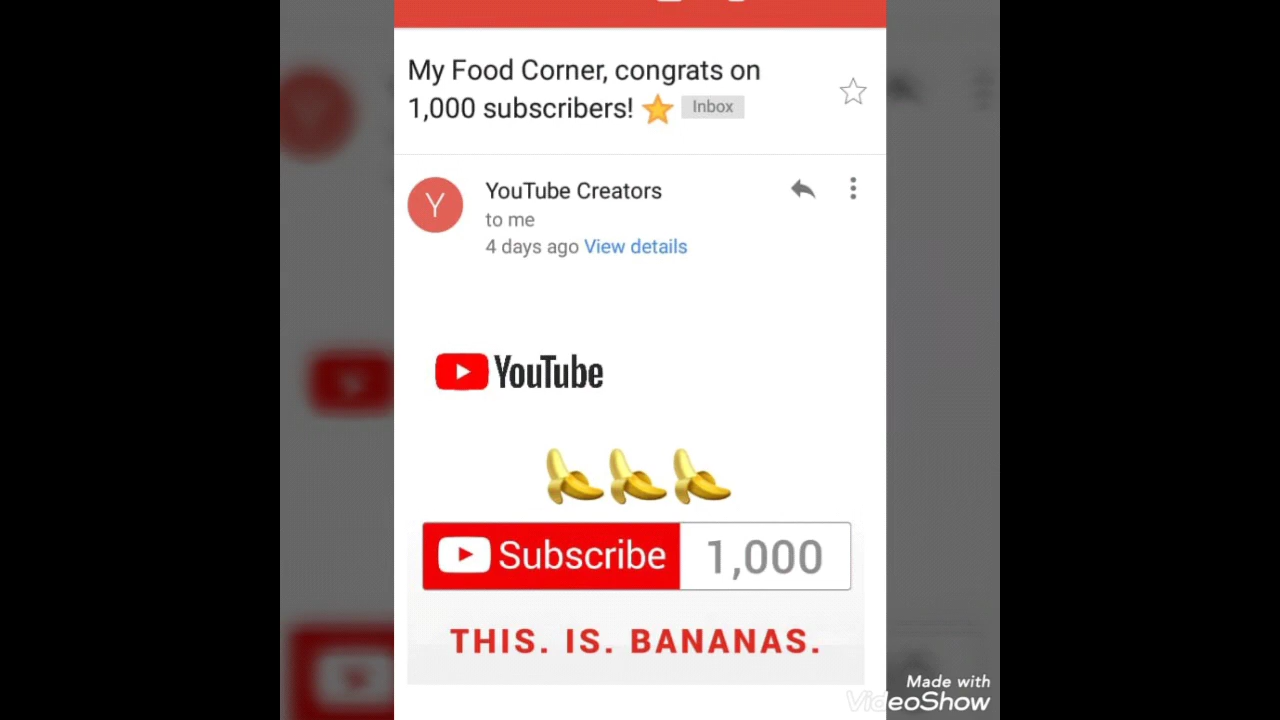 My Food Corner, congrats on
1,000 subscribers! Inbox
Y
YouTube Creators
to me
4 days ago View details
YouTube
Subscribe 1,000
THIS. IS. BANANAS.
Made with
VideoShow